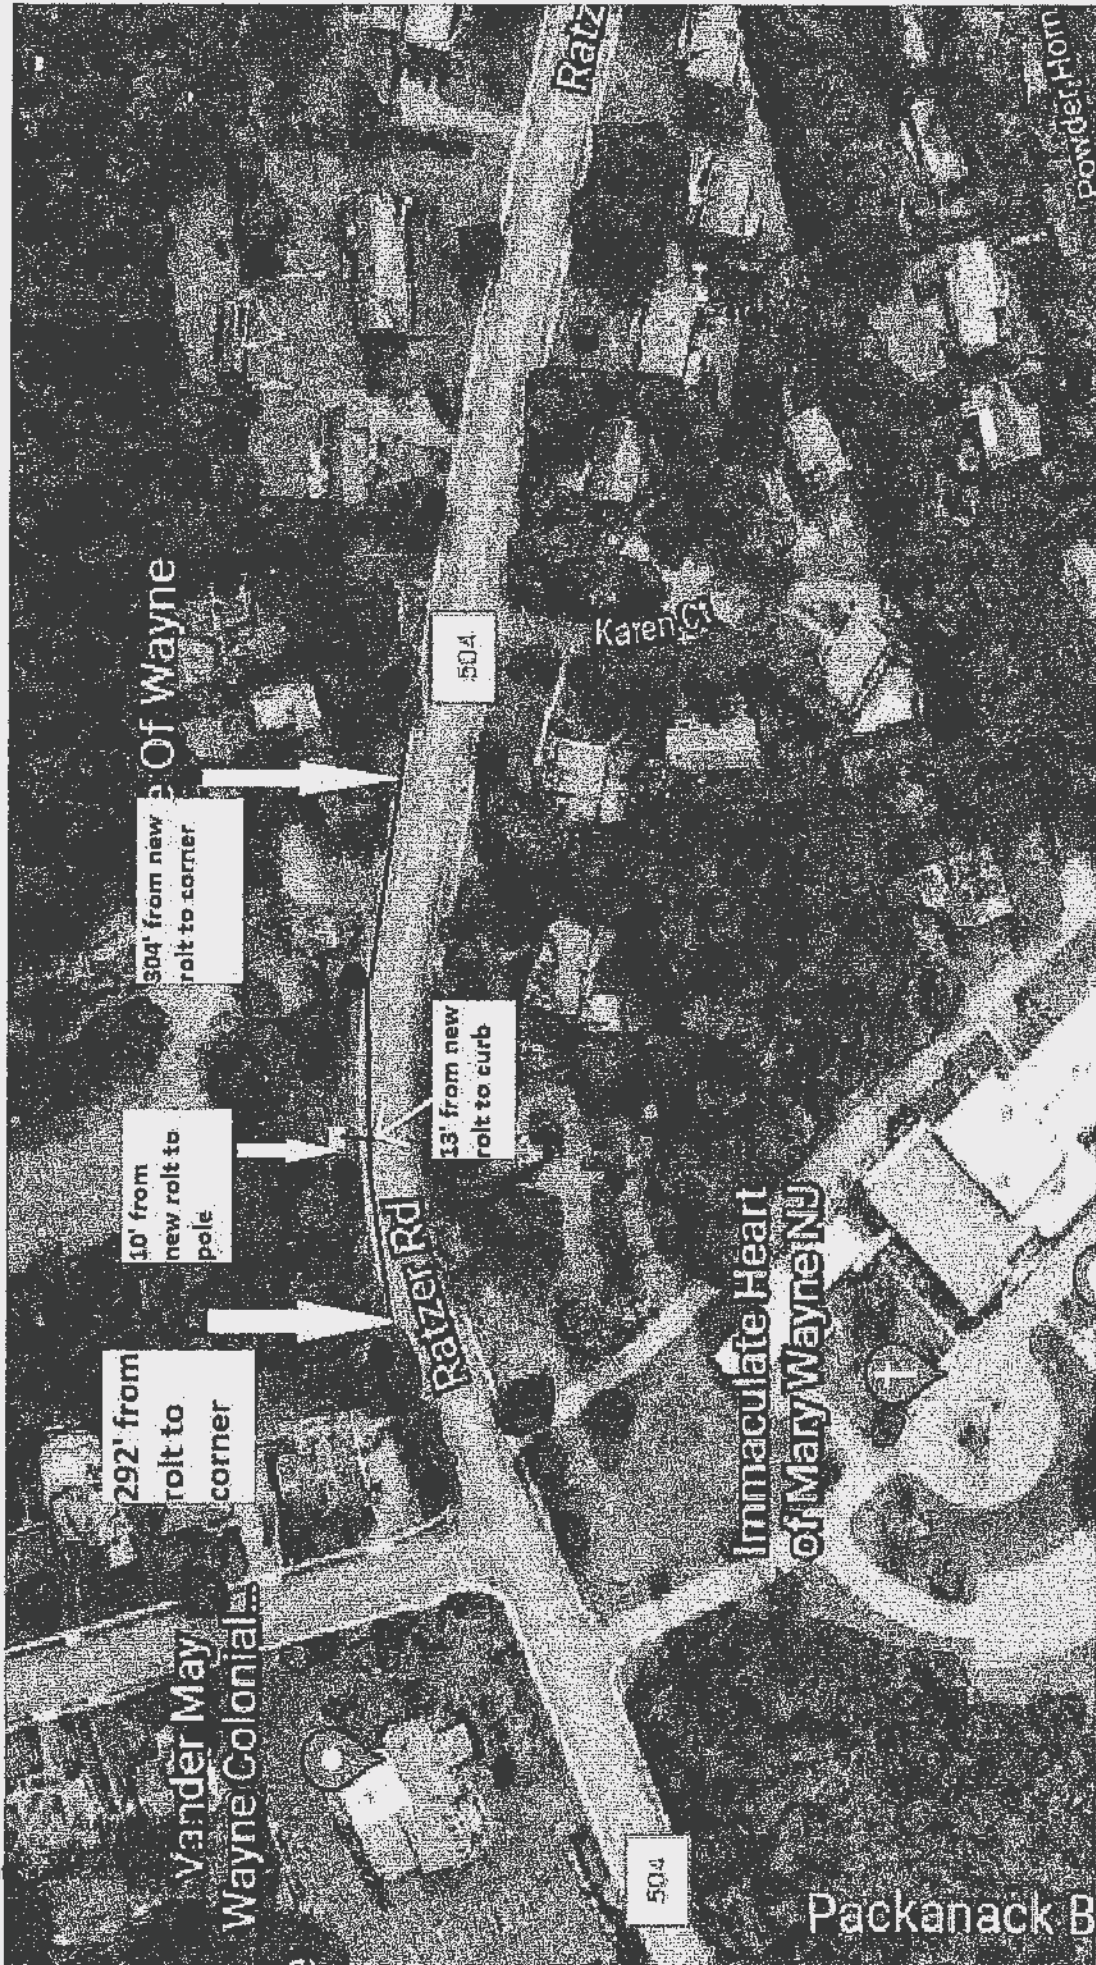 Ratz
Powder Horn
e Of Wayne
504
Karen Ct
304' from new
rolt to corner
13' from new
rolt to curb
10' from
new rolt to
pole
Ratzer Rd
292' from
rolt to
corner
Immaculate Heart
of Mary Wayne NJ
Vander May
Wayne Colonial...
504
Packanack B